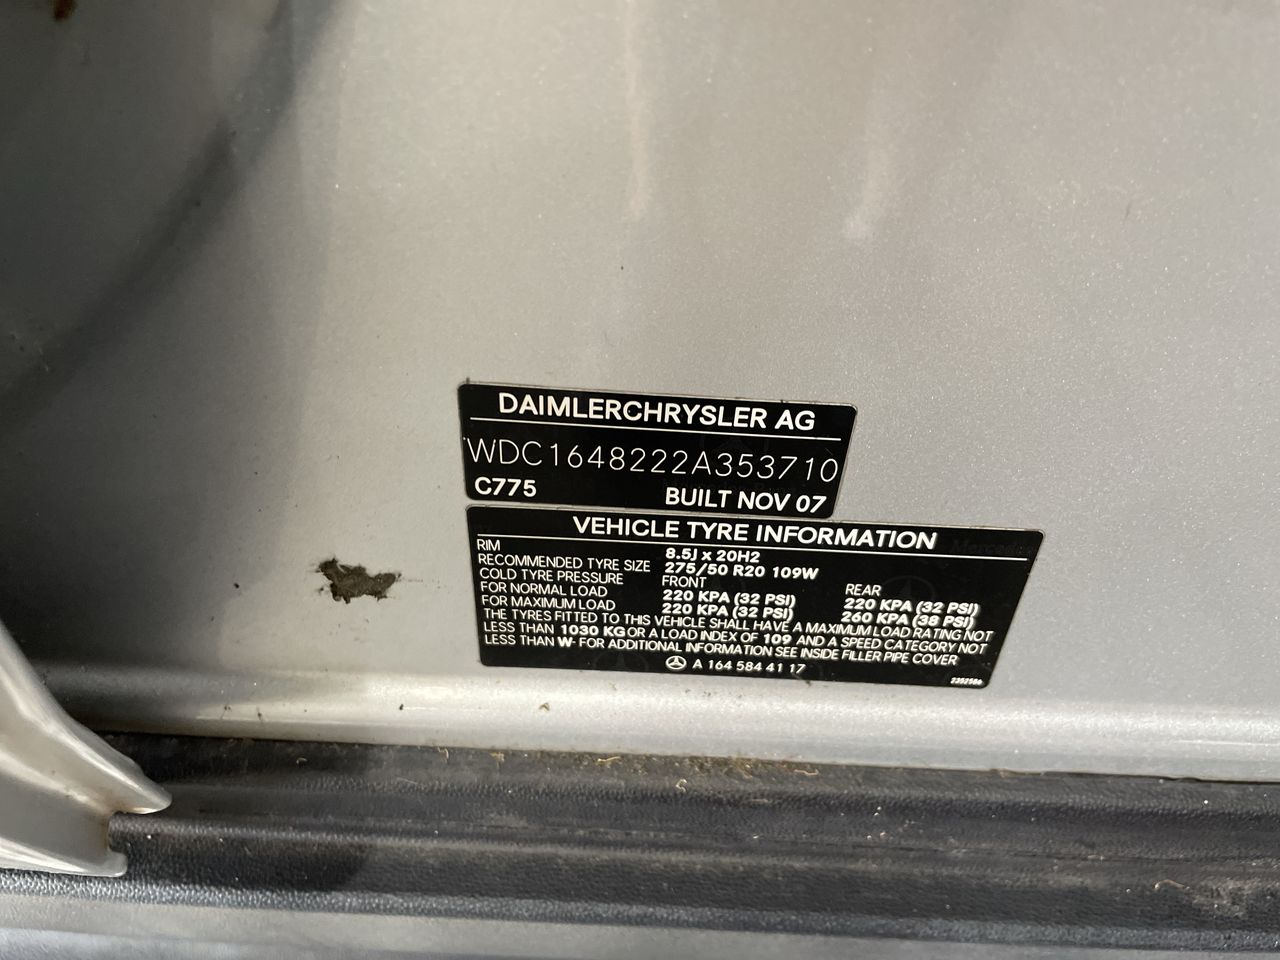 DAIMLERCHRYSLER AG
WDC1648222A353710
C775 BUILT NOV 07
VEHICLE TYRE INFORMATION
RIM 8.5J x 20H2
RECOMMENDED TYRE SIZE 275/50 R20 109W
COLD TYRE PRESSURE FRONT REAR
FOR NORMAL LOAD 220 KPA (32 PSI) 220 KPA (32 PSI)
FOR MAXIMUM LOAD 220 KPA (32 PSI) 260 KPA (38 PSI)
THE TYRES FITTED TO THIS VEHICLE SHALL HAVE A MAXIMUM LOAD RATING NOT
LESS THAN 1030 KG OR A LOAD INDEX OF 109 AND A SPEED CATEGORY NOT
LESS THAN W- FOR ADDITIONAL INFORMATION SEE INSIDE FILLER PIPE COVER
A 164 584 41 17